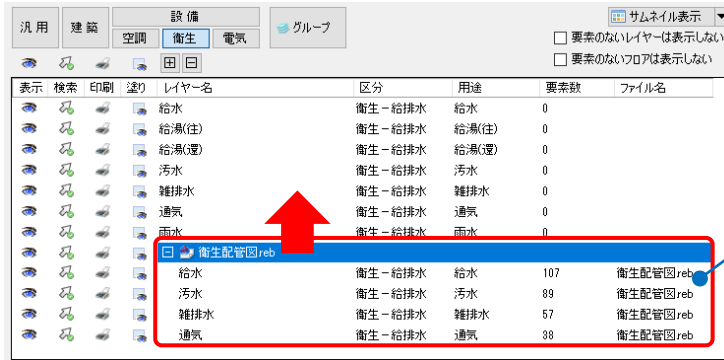 汎用 建築 設備 グループ サムネイル表示
空調 衛生 電気 要素のないレイヤーは表示しない
要素のないフロアは表示しない
表示 検索 印刷 塗り レイヤー名 区分 用途 要素数 ファイル名
給水 衛生－給排水 給水 0
給湯(往) 衛生－給排水 給湯(往) 0
給湯(還) 衛生－給排水 給湯(還) 0
汚水 衛生－給排水 汚水 0
雑排水 衛生－給排水 雑排水 0
通気 衛生－給排水 通気 0
雨水 衛生－給排水 雨水 0
衛生配管図.reb
給水 衛生－給排水 給水 107 衛生配管図.reb
汚水 衛生－給排水 汚水 89 衛生配管図.reb
雑排水 衛生－給排水 雑排水 57 衛生配管図.reb
通気 衛生－給排水 通気 38 衛生配管図.reb